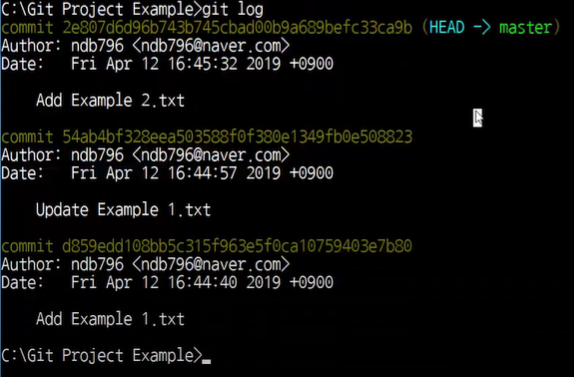 C:\Git Project Example>git log
commit 2e807d6d96b743b745cbad00b9a689befc33ca9b (HEAD -> master)
Author: ndb796 <ndb796@naver.com>
Date:   Fri Apr 12 16:45:32 2019 +0900
    Add Example 2.txt
commit 54ab4bf328eea503588f0f380e1349fb0e508823
Author: ndb796 <ndb796@naver.com>
Date:   Fri Apr 12 16:44:57 2019 +0900
    Update Example 1.txt
commit d859edd108bb5c315f963e5f0ca10759403e7b80
Author: ndb796 <ndb796@naver.com>
Date:   Fri Apr 12 16:44:40 2019 +0900
    Add Example 1.txt
C:\Git Project Example>_